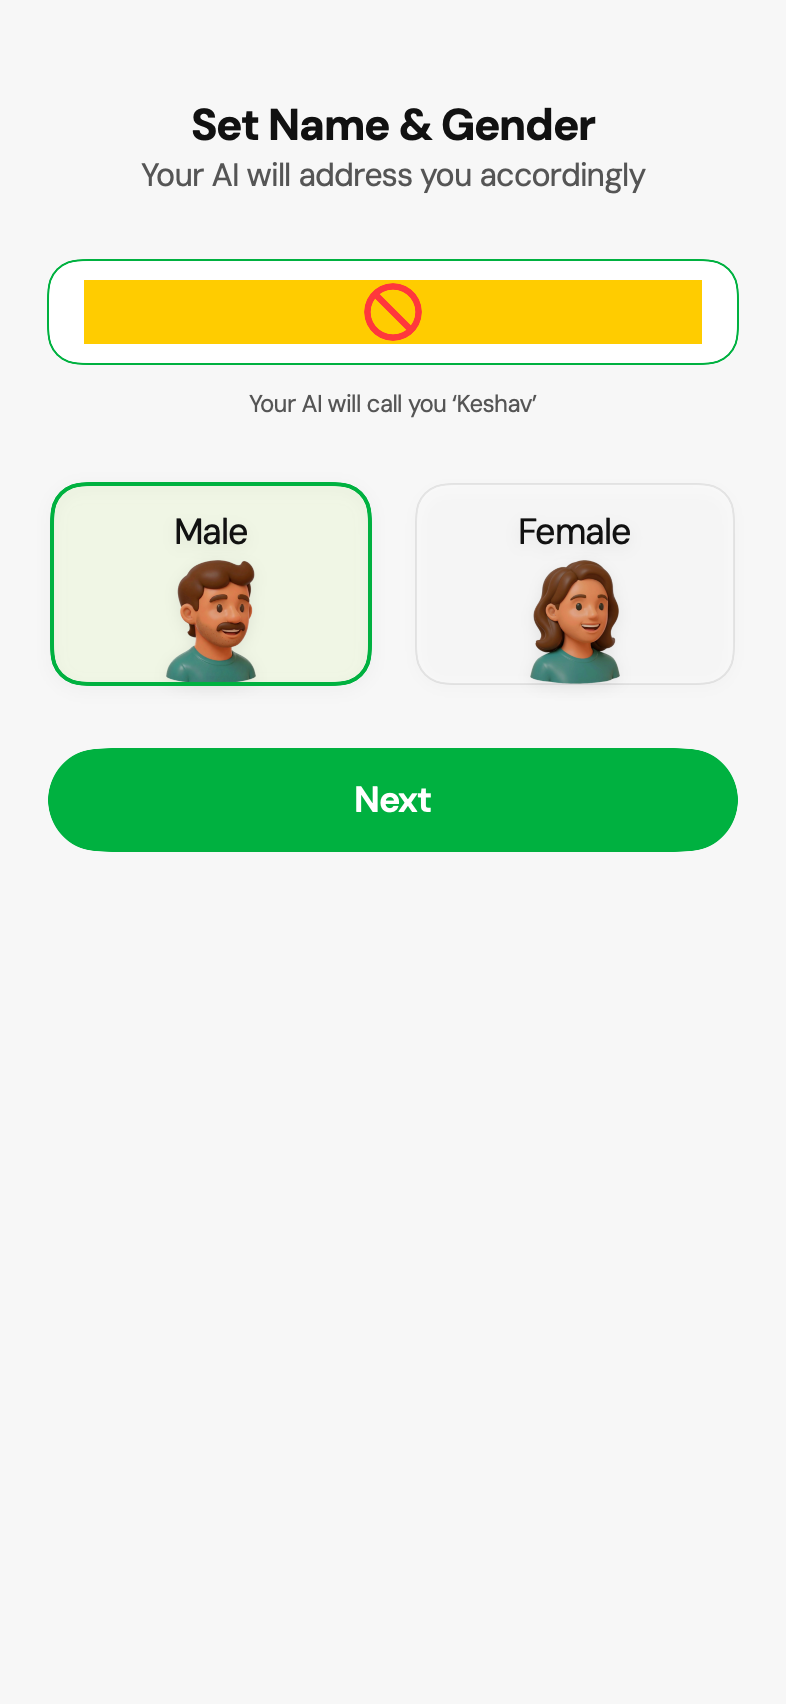 Set Name & Gender
Your AI will address you accordingly
Your AI will call you ‘Keshav’
Male
Female
Next